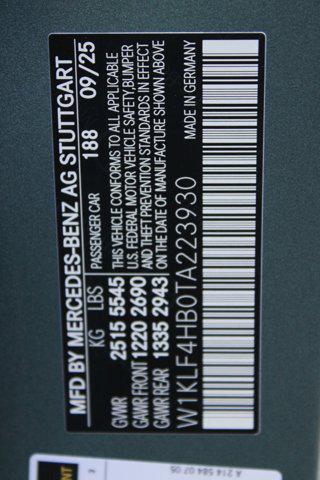 MFD BY MERCEDES-BENZ AG STUTTGART
KG LBS PASSENGER CAR 188 09/25
GVWR 2515 5545 THIS VEHICLE CONFORMS TO ALL APPLICABLE
GAWR FRONT 1220 2690 U.S. FEDERAL MOTOR VEHICLE SAFETY, BUMPER
AND THEFT PREVENTION STANDARDS IN EFFECT
GAWR REAR 1335 2943 ON THE DATE OF MANUFACTURE SHOWN ABOVE
W1KLF4HB0TA223930 MADE IN GERMANY
A 214 584 07 05
3